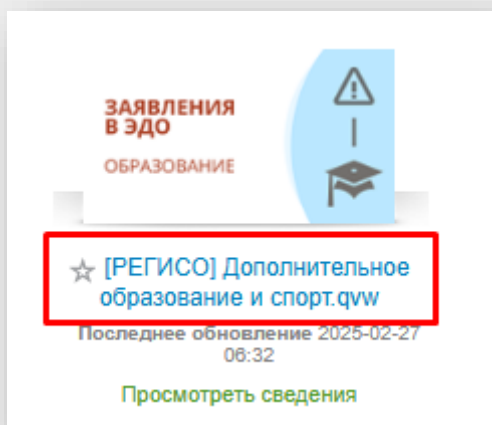 ЗАЯВЛЕНИЯ
В ЭДО
ОБРАЗОВАНИЕ
[РЕГИСО] Дополнительное
образование и спорт.qvw
Последнее обновление 2025-02-27
06:32
Просмотреть сведения